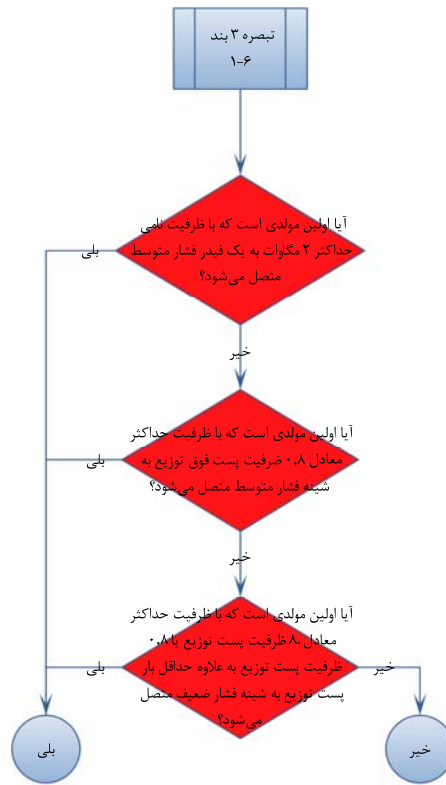 تبصره ۳ بند
۶-۱
آیا اولین مولدی است که با ظرفیت نامی
حداکثر ۲ مگاوات به یک فیدر فشار متوسط
متصل می‌شود؟
بلی
خیر
آیا اولین مولدی است که با ظرفیت حداکثر
معادل ۰,۸ ضرفیت پست فوق توزیع به
شینه فشار متوسط متصل می‌شود؟
بلی
خیر
آیا اولین مولدی است که با ظرفیت حداکثر
معادل ۸.۰ ظرفیت پست توزیع یا ۰,۸
ظرفیت پست توزیع به علاوه حداقل بار
پست توزیع به شینه فشار ضعیف متصل
می‌شود؟
بلی
خیر
بلی
خیر